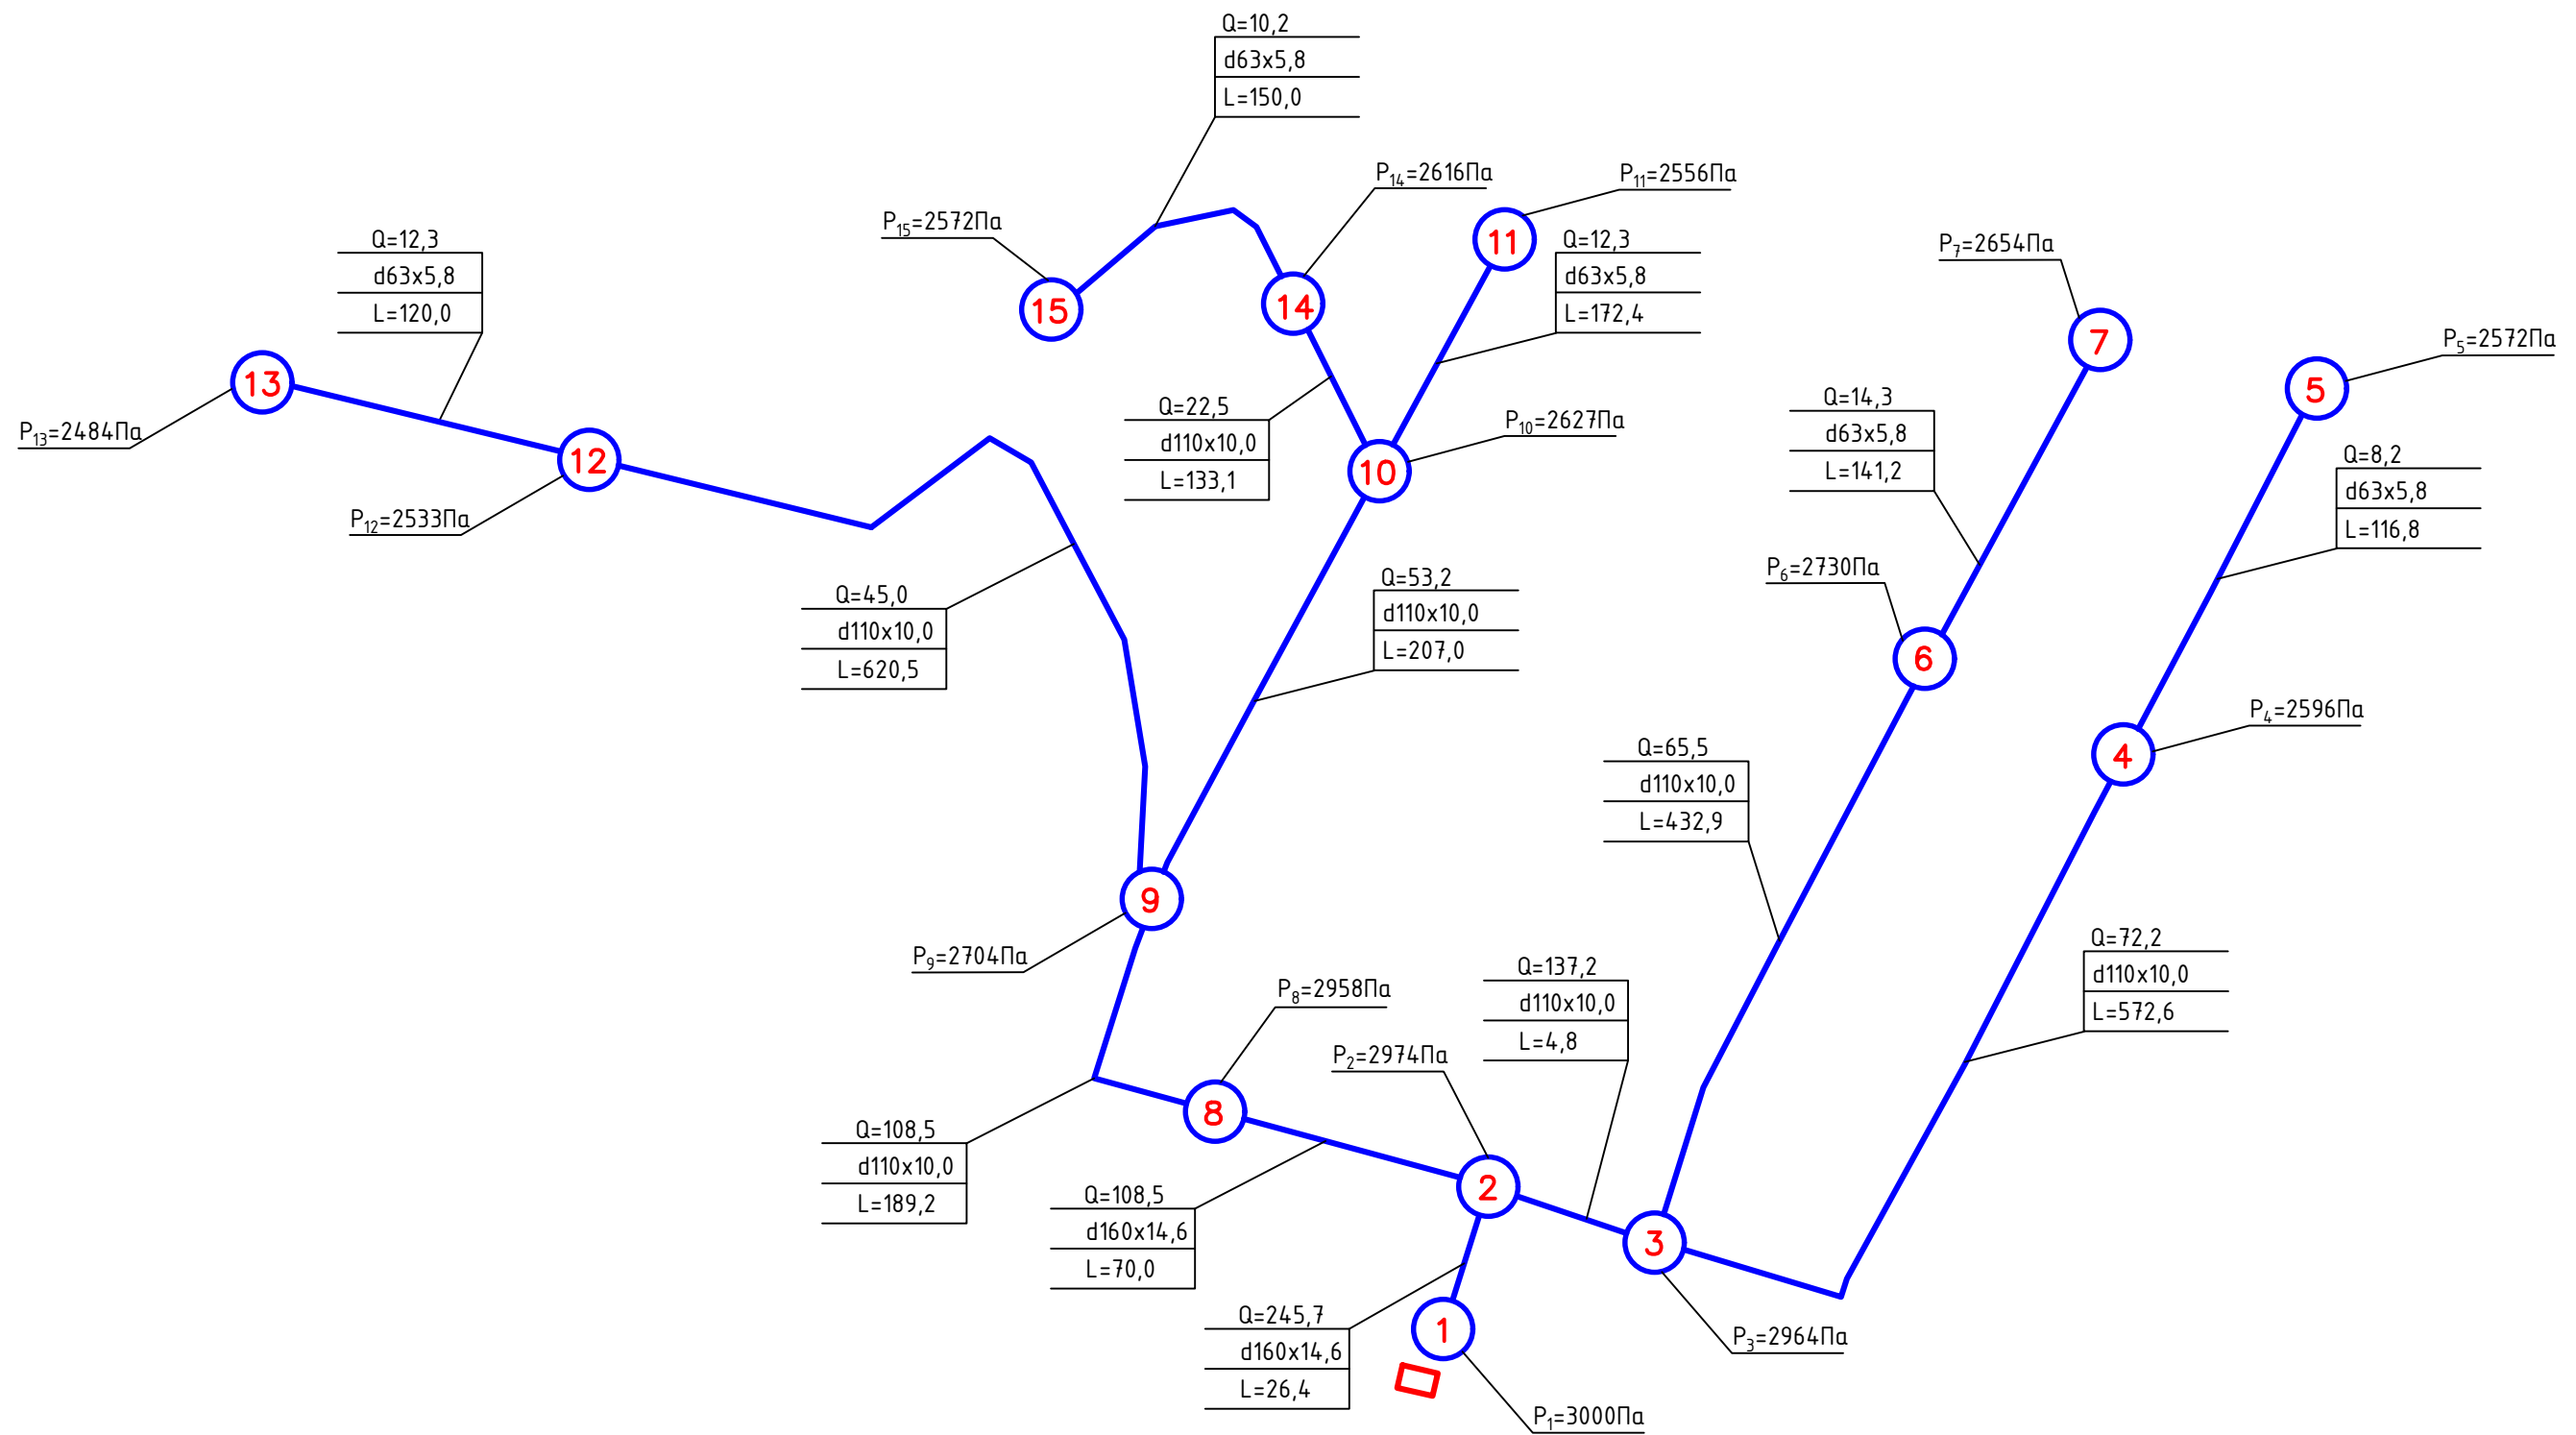 Q=10,2
d63x5,8
L=150,0
P14=2616Па
P11=2556Па
P15=2572Па
11
Q=12,3
d63x5,8
L=172,4
Q=12,3
d63x5,8
L=120,0
P7=2654Па
15
14
7
P5=2572Па
13
5
P13=2484Па
Q=22,5
d110x10,0
L=133,1
P10=2627Па
10
Q=14,3
d63x5,8
L=141,2
Q=8,2
d63x5,8
L=116,8
12
P12=2533Па
Q=45,0
d110x10,0
L=620,5
Q=53,2
d110x10,0
L=207,0
P6=2730Па
6
P4=2596Па
4
Q=65,5
d110x10,0
L=432,9
9
P9=2704Па
Q=72,2
d110x10,0
L=572,6
P8=2958Па
Q=137,2
d110x10,0
L=4,8
P2=2974Па
8
Q=108,5
d110x10,0
L=189,2
2
Q=108,5
d160x14,6
L=70,0
3
Q=245,7
d160x14,6
L=26,4
1
P3=2964Па
P1=3000Па